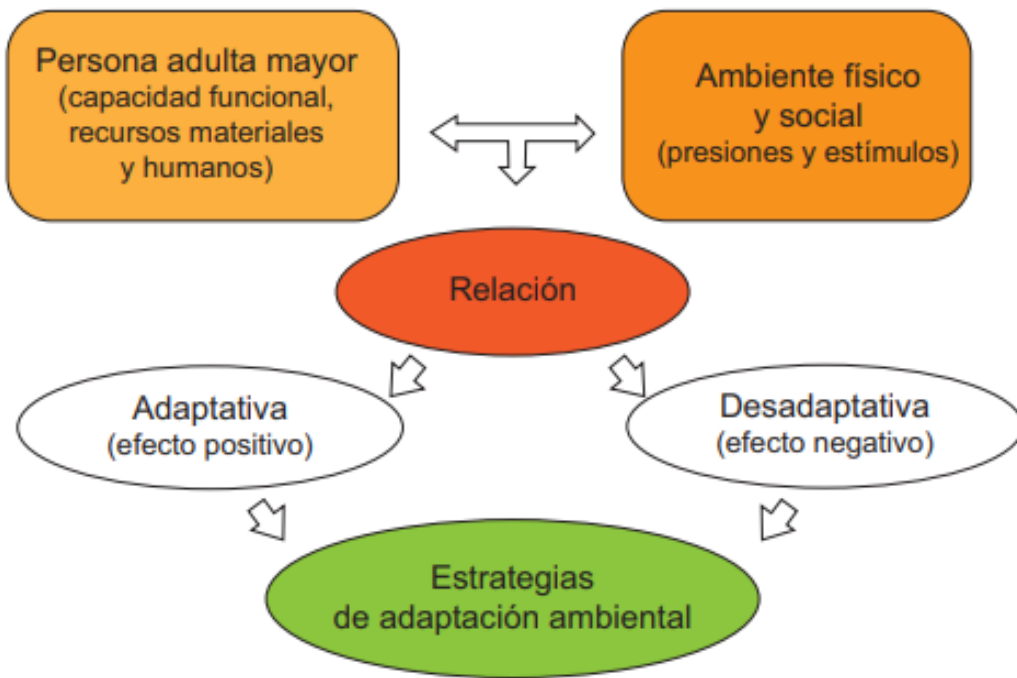 Persona adulta mayor
(capacidad funcional,
recursos materiales
y humanos)
Ambiente físico
y social
(presiones y estímulos)
Relación
Adaptativa
(efecto positivo)
Desadaptativa
(efecto negativo)
Estrategias
de adaptación ambiental